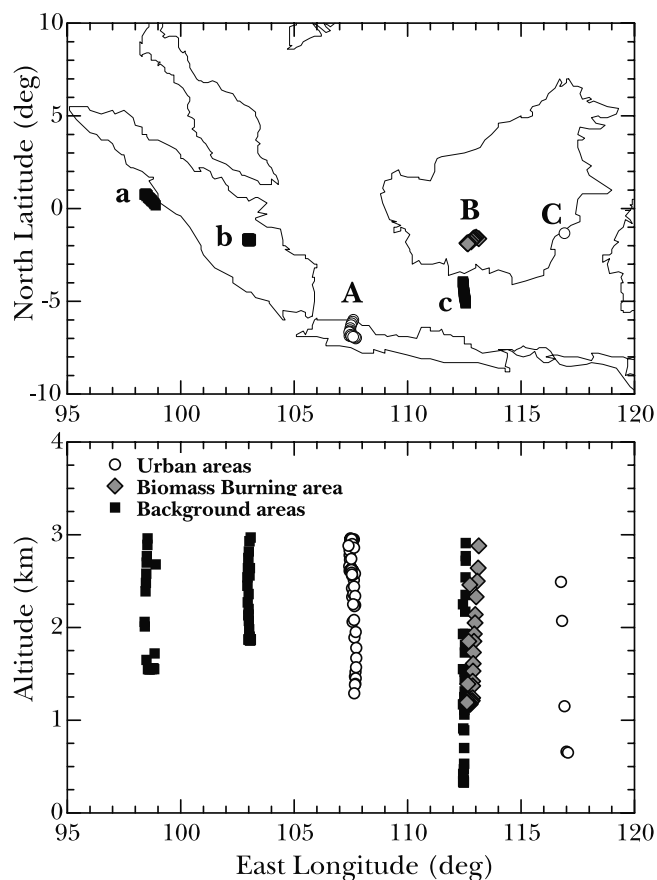 10
5
0
-5
-10
North Latitude (deg)
a
b
A
B
C
c
95 100 105 110 115 120
4
3
2
1
0
Altitude (km)
Urban areas
Biomass Burning area
Background areas
95 100 105 110 115 120
East Longitude (deg)